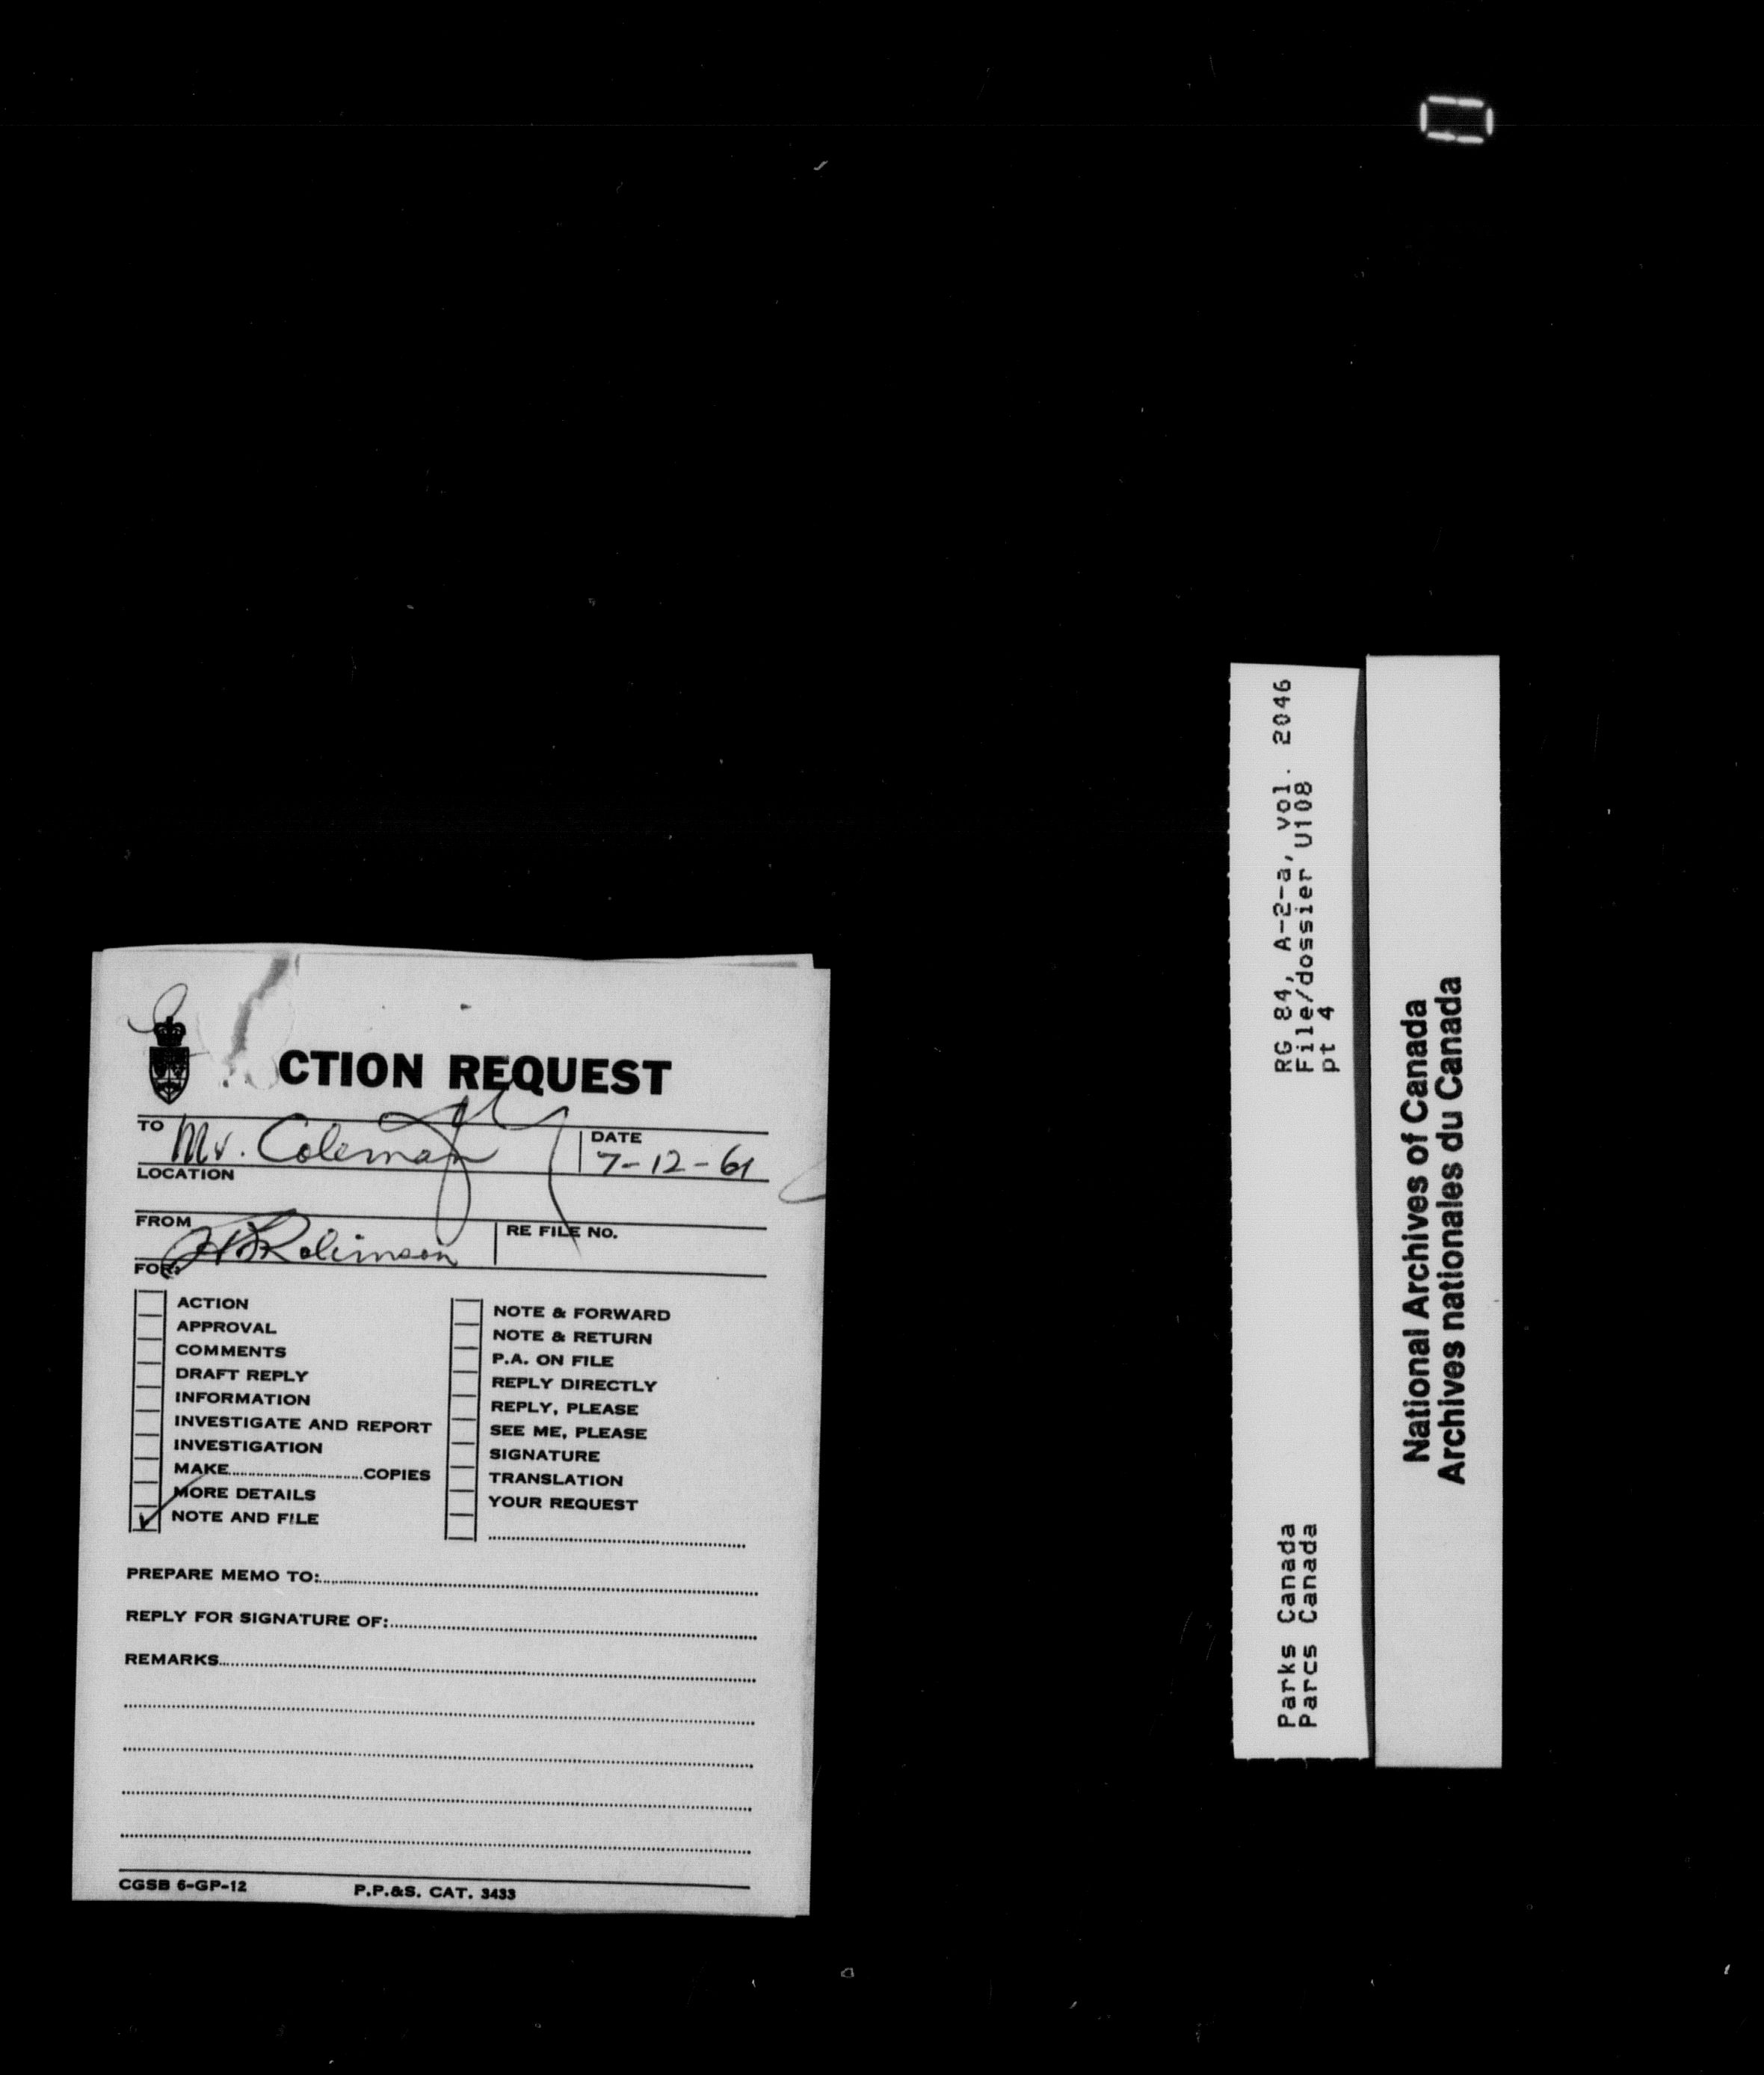 CTION REQUEST
TO Mr. Coleman DATE 7-12-61
LOCATION
FROM Robinson RE FILE NO.
FOR:
ACTION
APPROVAL
COMMENTS
DRAFT REPLY
INFORMATION
INVESTIGATE AND REPORT
INVESTIGATION
MAKE..............................COPIES
MORE DETAILS
NOTE AND FILE
NOTE & FORWARD
NOTE & RETURN
P.A. ON FILE
REPLY DIRECTLY
REPLY, PLEASE
SEE ME, PLEASE
SIGNATURE
TRANSLATION
YOUR REQUEST
PREPARE MEMO TO:
REPLY FOR SIGNATURE OF:
REMARKS
CGSB 6-GP-12 P.P.&S. CAT. 3433
Parks Canada RG 84, A-2-a, vol. 2046
Parcs Canada File/dossier U108
pt 4
National Archives of Canada
Archives nationales du Canada